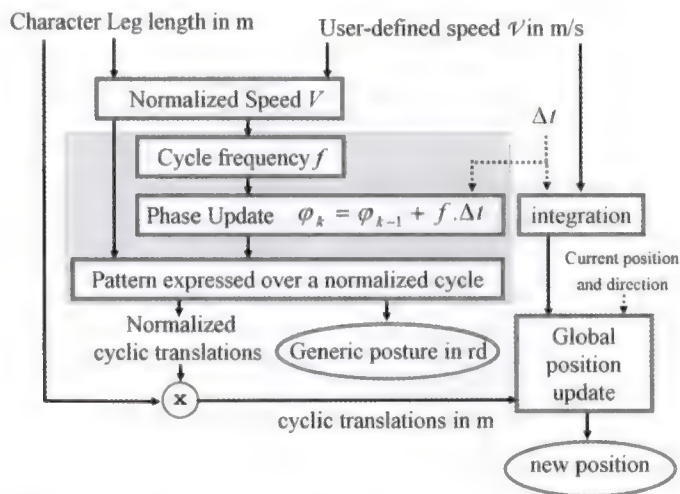 Character Leg length in m
User-defined speed 𝒱 in m/s
Normalized Speed V
Δt
Cycle frequency f
Phase Update φₖ = φₖ₋₁ + f.Δt
integration
Current position
and direction
Pattern expressed over a normalized cycle
Normalized
cyclic translations
Generic posture in rd
Global
position
update
x
cyclic translations in m
new position